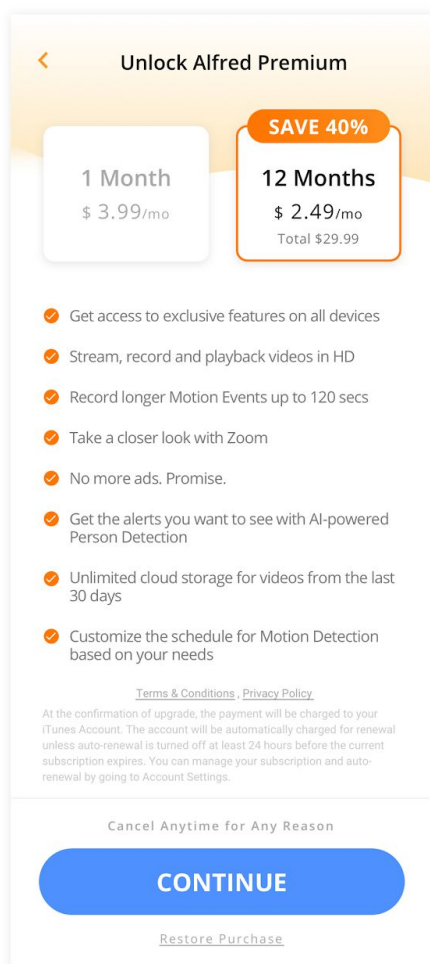 Unlock Alfred Premium
SAVE 40%
1 Month
$ 3.99/mo
12 Months
$ 2.49/mo
Total $29.99
Get access to exclusive features on all devices
Stream, record and playback videos in HD
Record longer Motion Events up to 120 secs
Take a closer look with Zoom
No more ads. Promise.
Get the alerts you want to see with AI-powered
Person Detection
Unlimited cloud storage for videos from the last
30 days
Customize the schedule for Motion Detection
based on your needs
Terms & Conditions , Privacy Policy
At the confirmation of upgrade, the payment will be charged to your
iTunes Account. The account will be automatically charged for renewal
unless auto-renewal is turned off at least 24 hours before the current
subscription expires. You can manage your subscription and auto-
renewal by going to Account Settings.
Cancel Anytime for Any Reason
CONTINUE
Restore Purchase